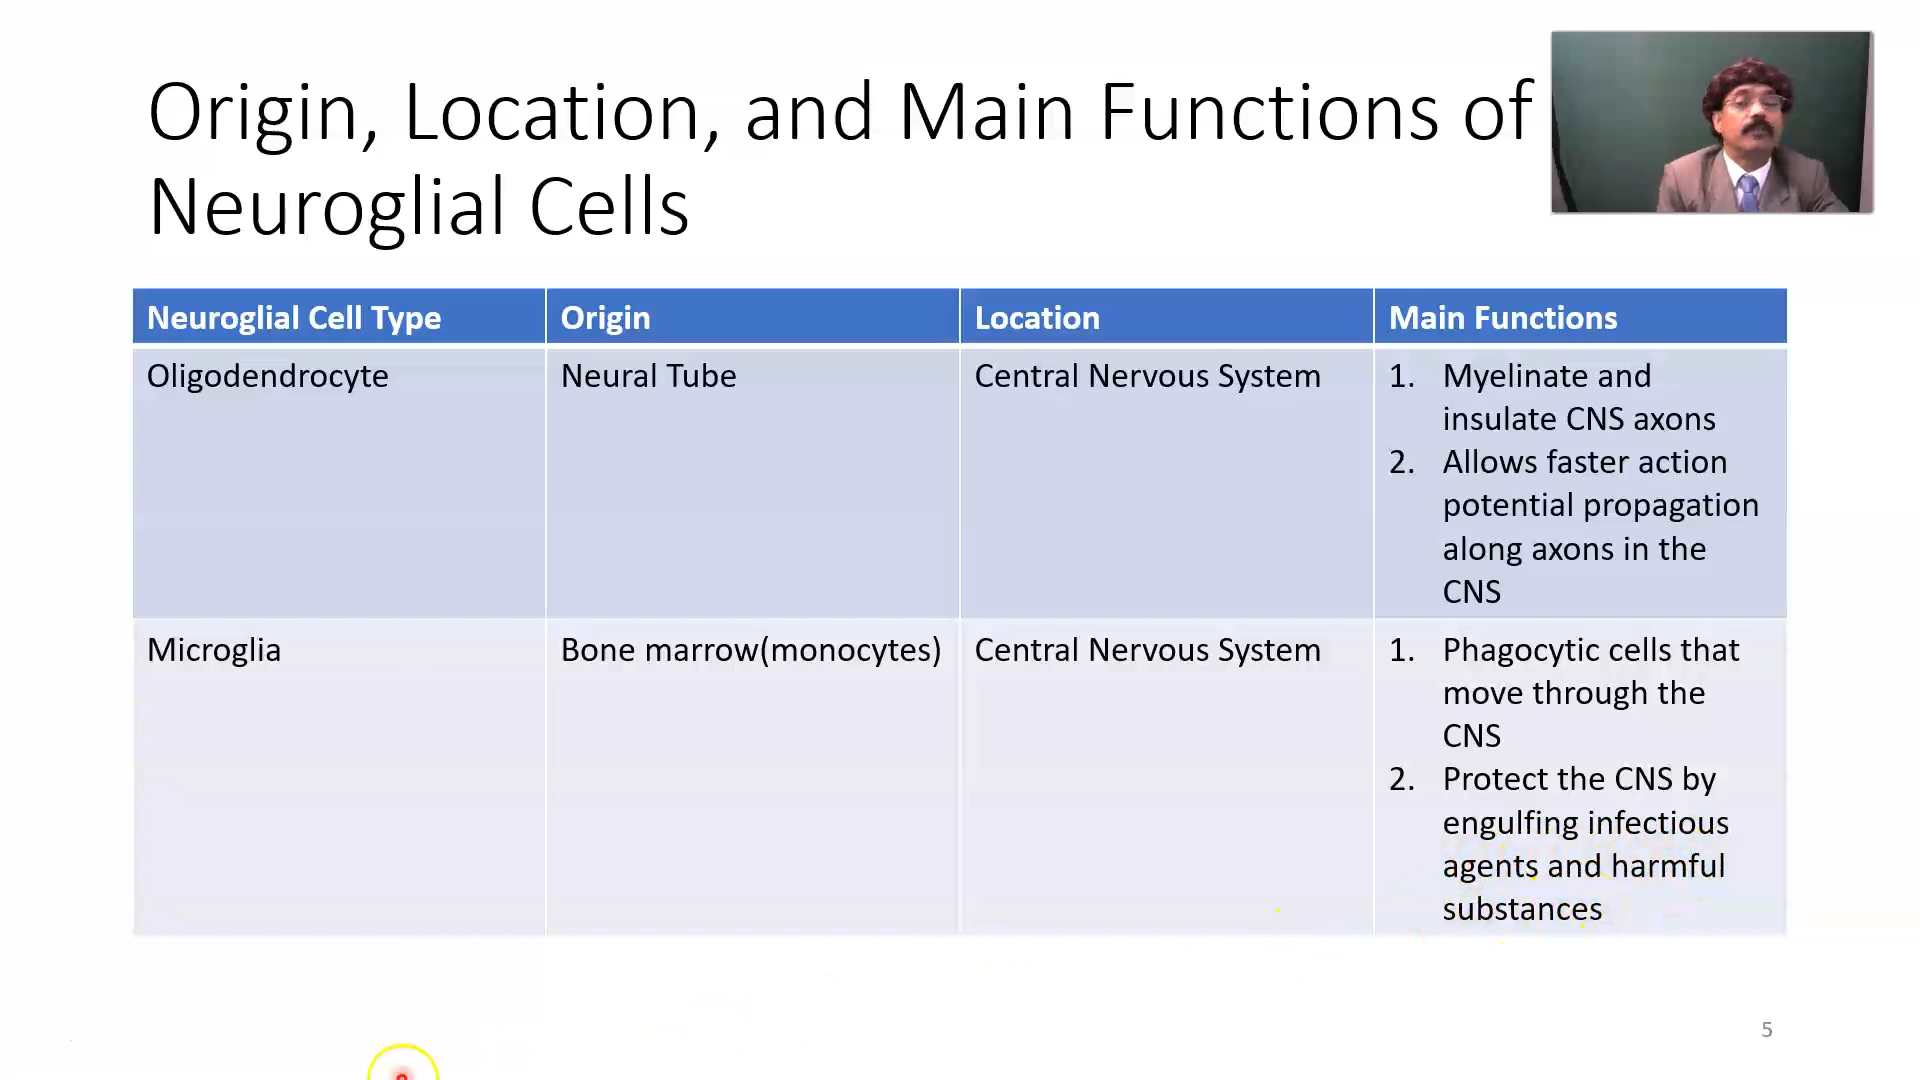 Origin, Location, and Main Functions of
Neuroglial Cells
Neuroglial Cell Type
Origin
Location
Main Functions
Oligodendrocyte
Neural Tube
Central Nervous System
1. Myelinate and
insulate CNS axons
2. Allows faster action
potential propagation
along axons in the
CNS
Microglia
Bone marrow(monocytes)
Central Nervous System
1. Phagocytic cells that
move through the
CNS
2. Protect the CNS by
engulfing infectious
agents and harmful
substances
5